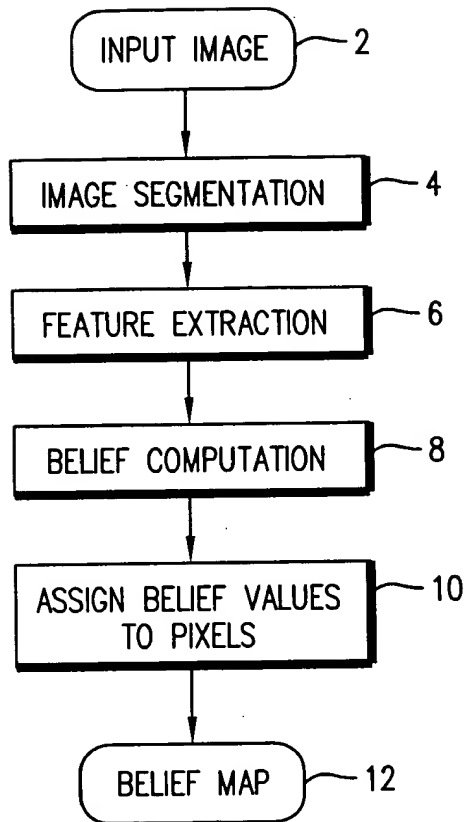 INPUT IMAGE 2
IMAGE SEGMENTATION 4
FEATURE EXTRACTION 6
BELIEF COMPUTATION 8
ASSIGN BELIEF VALUES 10
TO PIXELS
BELIEF MAP 12